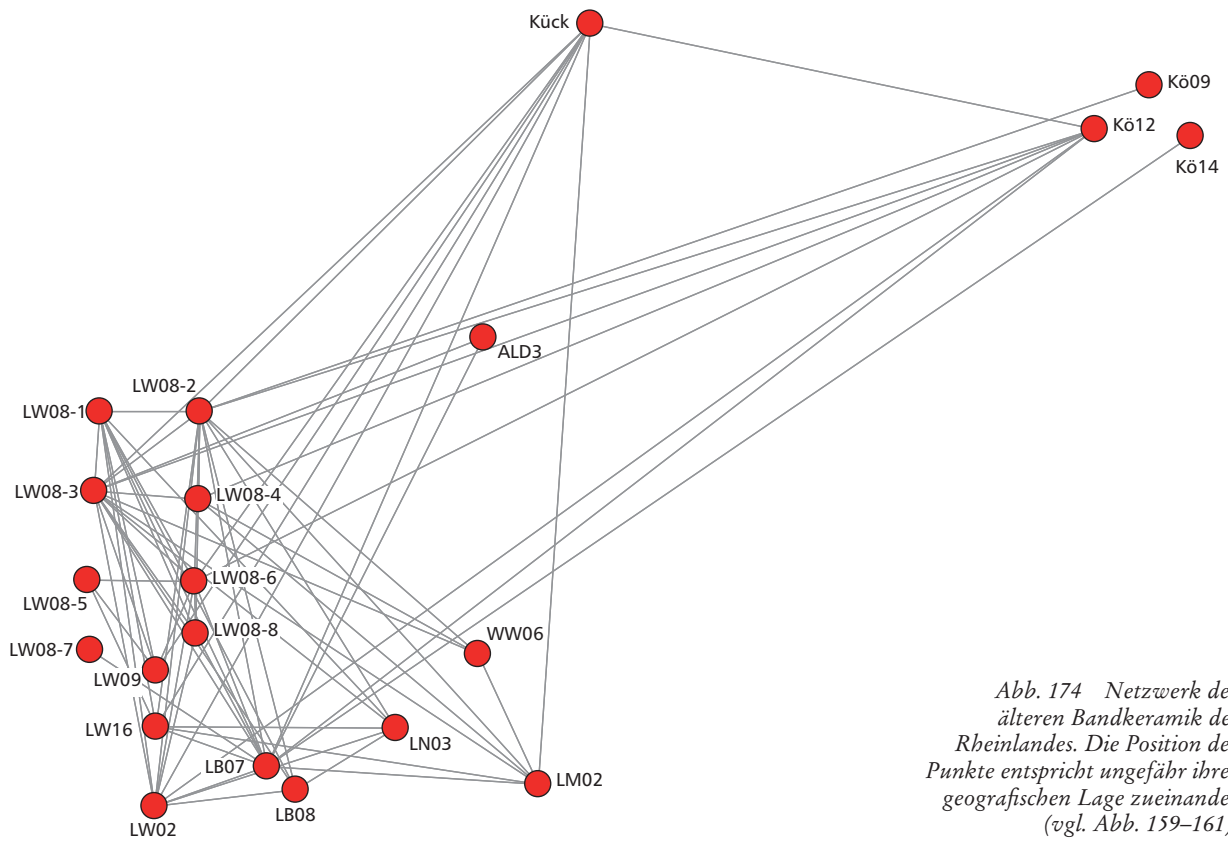 Kück
Kö09
Kö12
Kö14
ALD3
LW08-2
LW08-1
LW08-3
LW08-4
LW08-6
LW08-5
LW08-8
LW08-7
WW06
LW09
LW16
LN03
LB07
LM02
LB08
LW02
Abb. 174 Netzwerk de
älteren Bandkeramik de
Rheinlandes. Die Position de
Punkte entspricht ungefähr ihre
geografischen Lage zueinande
(vgl. Abb. 159–161)